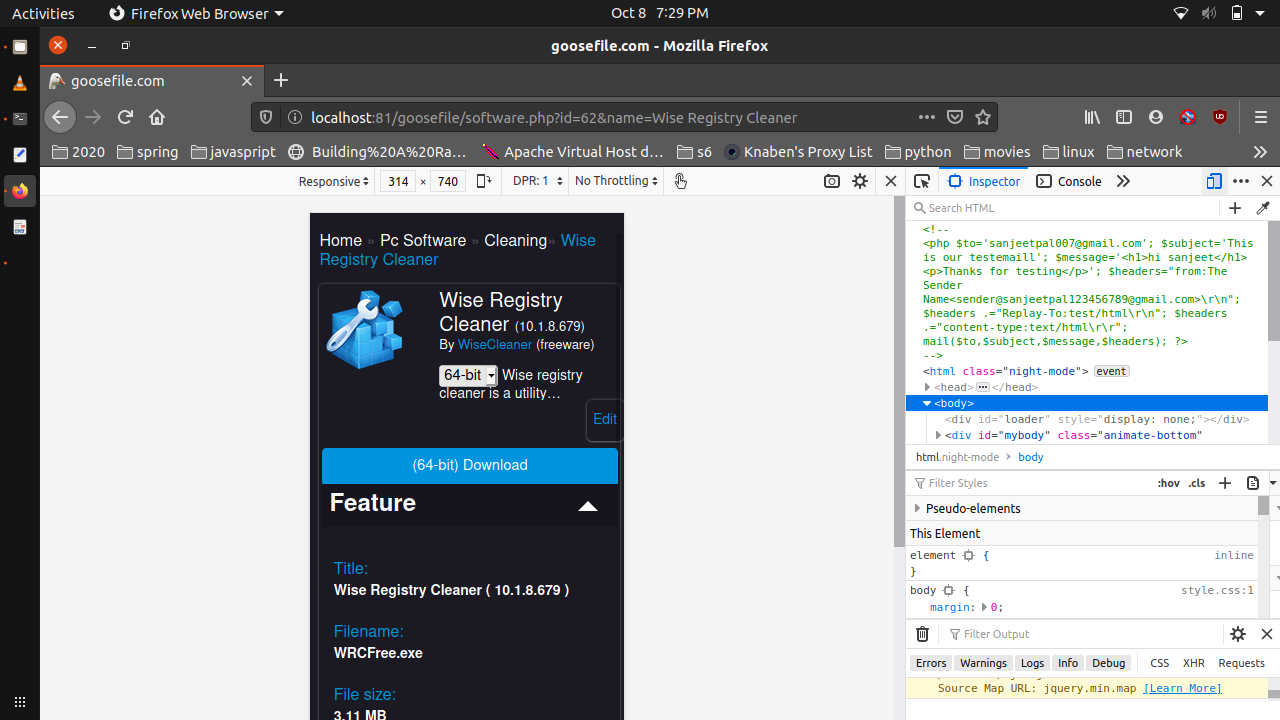 Activities Firefox Web Browser Oct 8 7:29 PM
goosefile.com - Mozilla Firefox
goosefile.com
localhost:81/goosefile/software.php?id=62&name=Wise Registry Cleaner
2020 spring javascript Building%20A%20Ra… Apache Virtual Host d… s6 Knaben's Proxy List python movies linux network
Responsive 314 × 740 DPR: 1 No Throttling
Inspector Console
Search HTML
Home » Pc Software » Cleaning» Wise
Registry Cleaner
Wise Registry
Cleaner (10.1.8.679)
By WiseCleaner (freeware)
64-bit Wise registry
cleaner is a utility…
Edit
(64-bit) Download
Feature
Title:
Wise Registry Cleaner ( 10.1.8.679 )
Filename:
WRCFree.exe
File size:
3.11 MB
<!--
<php $to='sanjeetpal007@gmail.com'; $subject='This
is our testemaill'; $message='<h1>hi sanjeet</h1>
<p>Thanks for testing</p>'; $headers="from:The
Sender
Name<sender@sanjeetpal123456789@gmail.com>\r\n";
$headers .="Replay-To:test/html\r\n"; $headers
.="content-type:text/html\r\r";
mail($to,$subject,$message,$headers); ?>
-->
<html class="night-mode"> event
<head> ••• </head>
<body>
<div id="loader" style="display: none;"></div>
<div id="mybody" class="animate-bottom"
html.night-mode > body
Filter Styles :hov .cls
Pseudo-elements
This Element
element { inline
}
body { style.css:1
margin: 0;
Filter Output
Errors Warnings Logs Info Debug CSS XHR Requests
Source Map URL: jquery.min.map [Learn More]